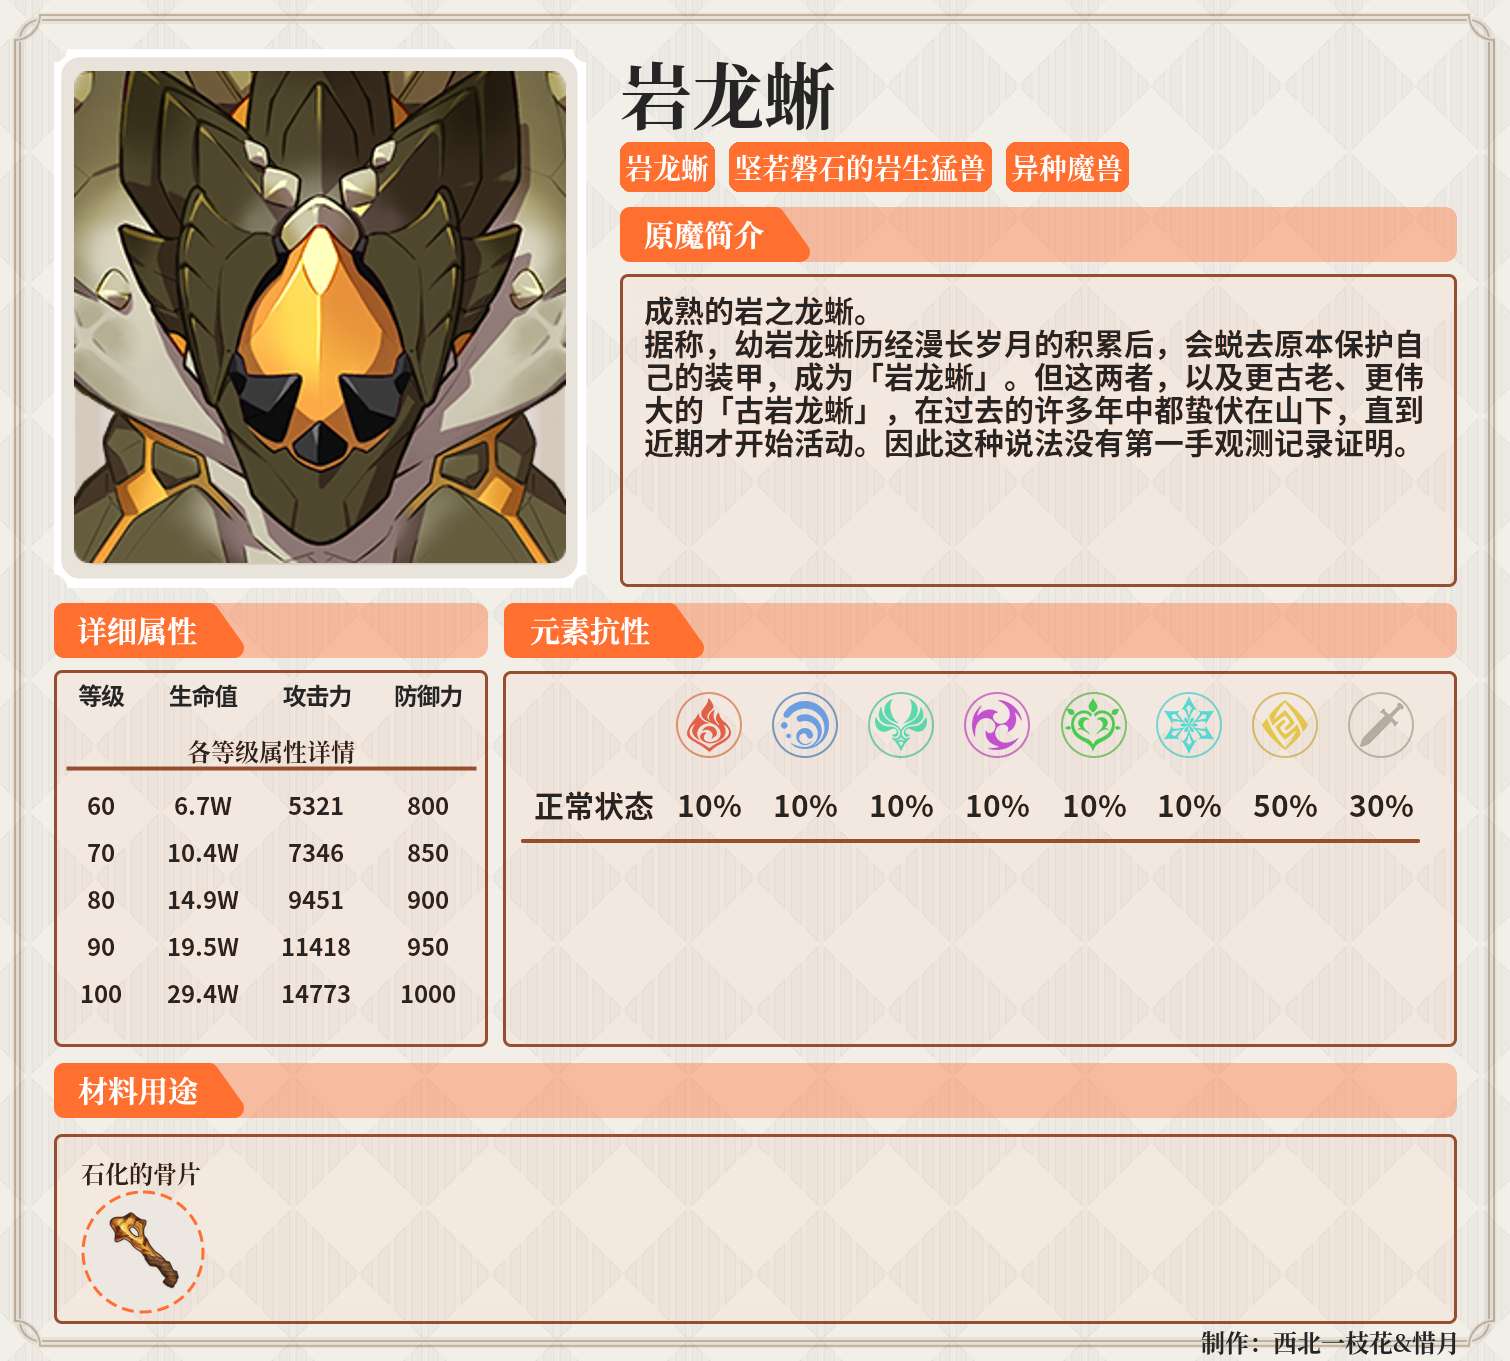 岩龙蜥
岩龙蜥 坚若磐石的岩生猛兽 异种魔兽
原魔简介
成熟的岩之龙蜥。
据称，幼岩龙蜥历经漫长岁月的积累后，会蜕去原本保护自
己的装甲，成为「岩龙蜥」。但这两者，以及更古老、更伟
大的「古岩龙蜥」，在过去的许多年中都蛰伏在山下，直到
近期才开始活动。因此这种说法没有第一手观测记录证明。
详细属性
等级 生命值 攻击力 防御力
各等级属性详情
60 6.7W 5321 800
70 10.4W 7346 850
80 14.9W 9451 900
90 19.5W 11418 950
100 29.4W 14773 1000
元素抗性
正常状态 10% 10% 10% 10% 10% 10% 50% 30%
材料用途
石化的骨片
制作：西北一枝花&惜月